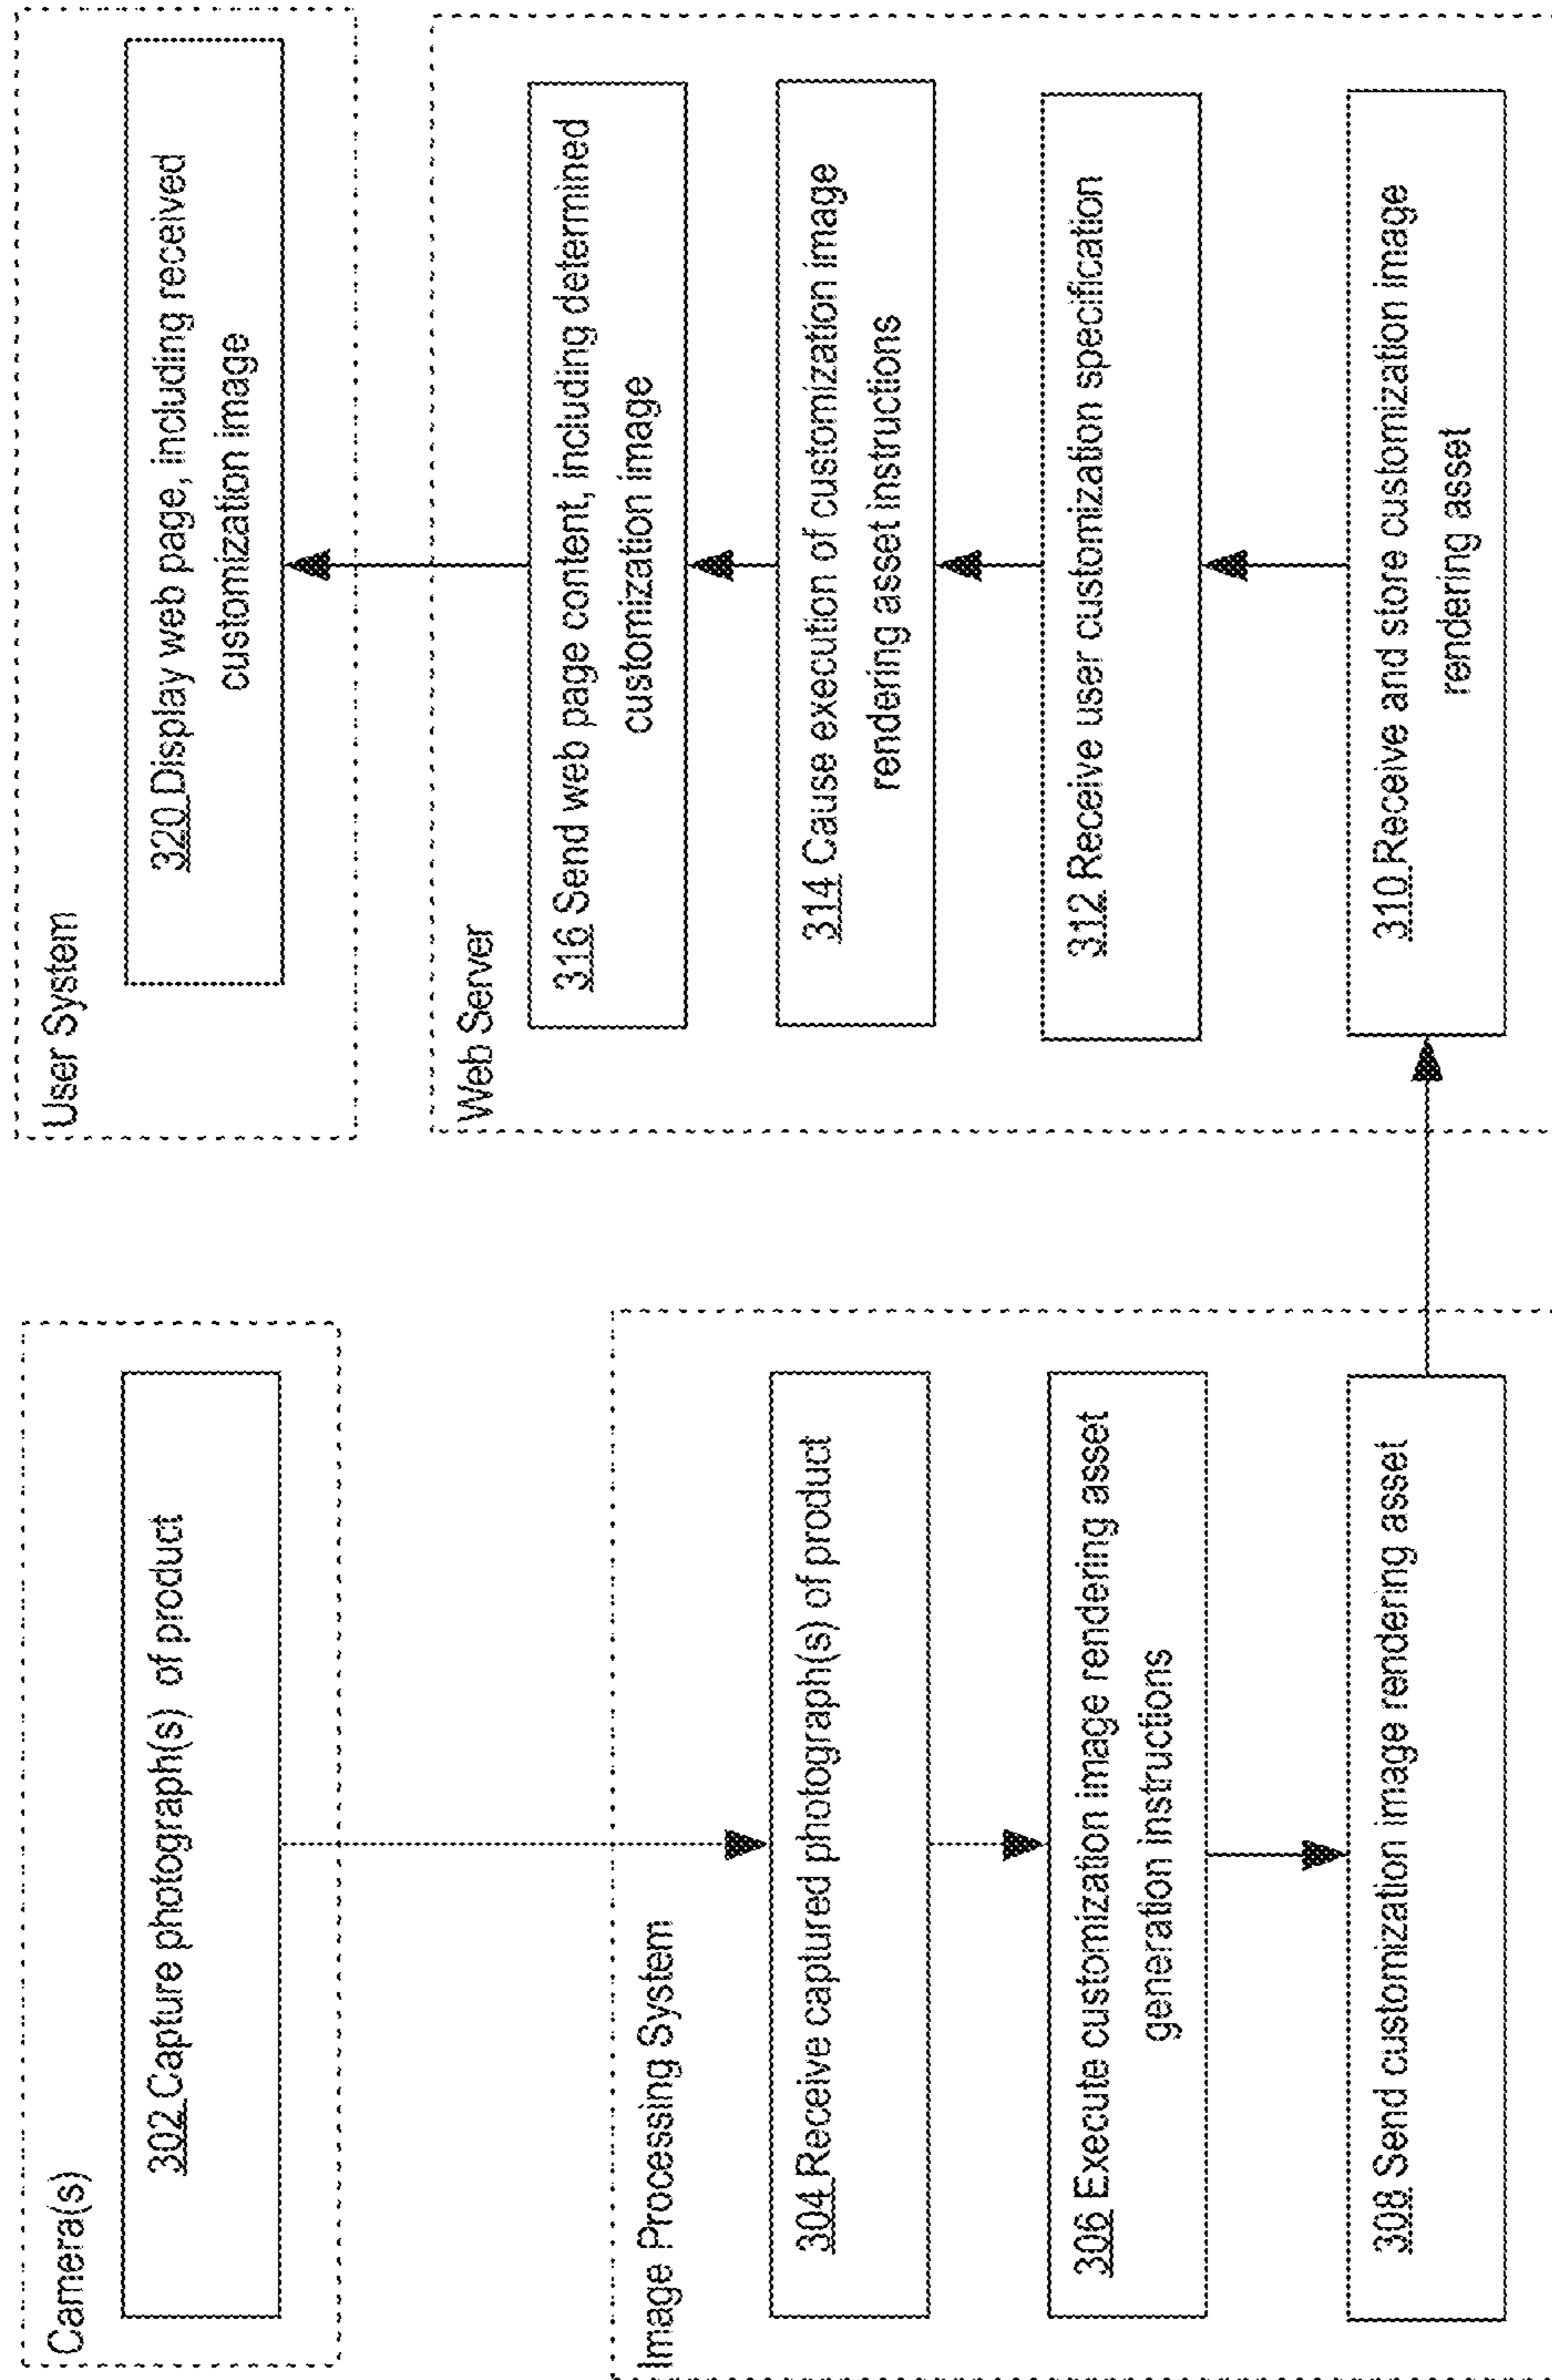 Camera(s)
302 Capture photograph(s) of product
Image Processing System
304 Receive captured photograph(s) of product
306 Execute customization image rendering asset
generation instructions
308 Send customization image rendering asset
User System
320 Display web page, including received
customization image
Web Server
316 Send web page content, including determined
customization image
314 Cause execution of customization image
rendering asset instructions
312 Receive user customization specification
310 Receive and store customization image
rendering asset